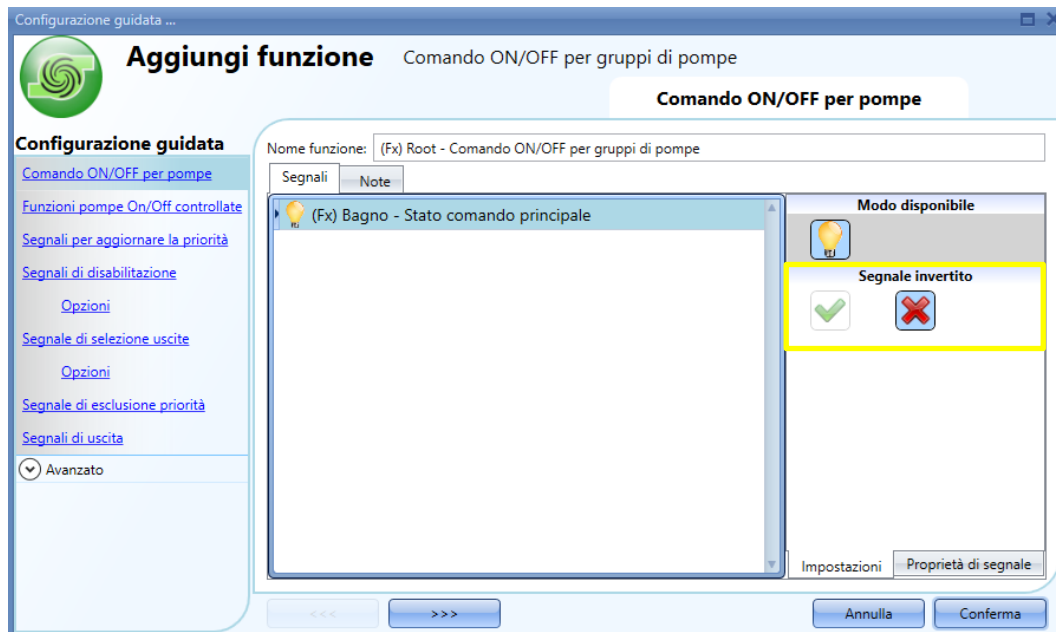 Configurazione guidata ...
Aggiungi funzione
Comando ON/OFF per gruppi di pompe
Comando ON/OFF per pompe
Configurazione guidata
Comando ON/OFF per pompe
Funzioni pompe On/Off controllate
Segnali per aggiornare la priorità
Segnali di disabilitazione
Opzioni
Segnale di selezione uscite
Opzioni
Segnale di esclusione priorità
Segnali di uscita
Avanzato
Nome funzione: (Fx) Root - Comando ON/OFF per gruppi di pompe
Segnali Note
(Fx) Bagno - Stato comando principale
Modo disponibile
Segnale invertito
Impostazioni Proprietà di segnale
<<< >>> Annulla Conferma